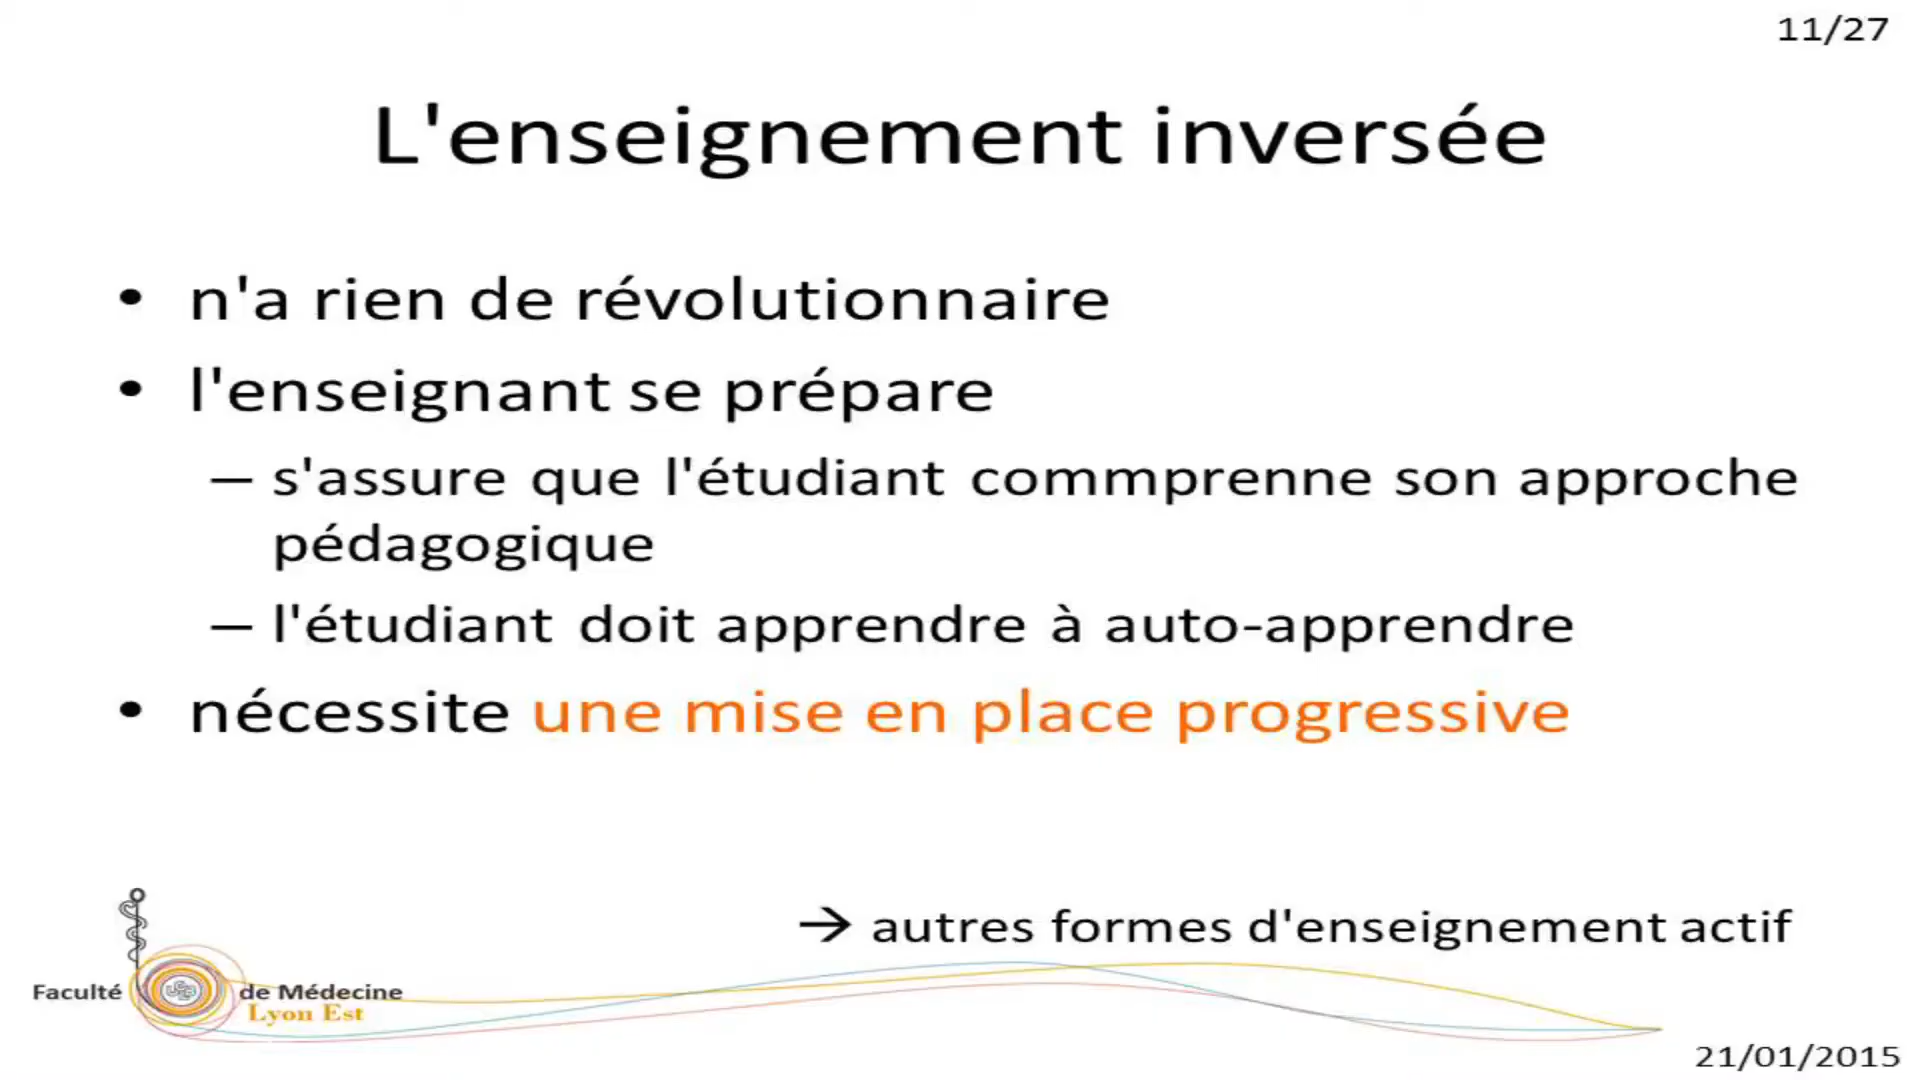 11/27
L'enseignement inversée
• n'a rien de révolutionnaire
• l'enseignant se prépare
– s'assure que l'étudiant commprenne son approche
pédagogique
– l'étudiant doit apprendre à auto-apprendre
• nécessite une mise en place progressive
→ autres formes d'enseignement actif
Faculté de Médecine
Lyon Est
21/01/2015